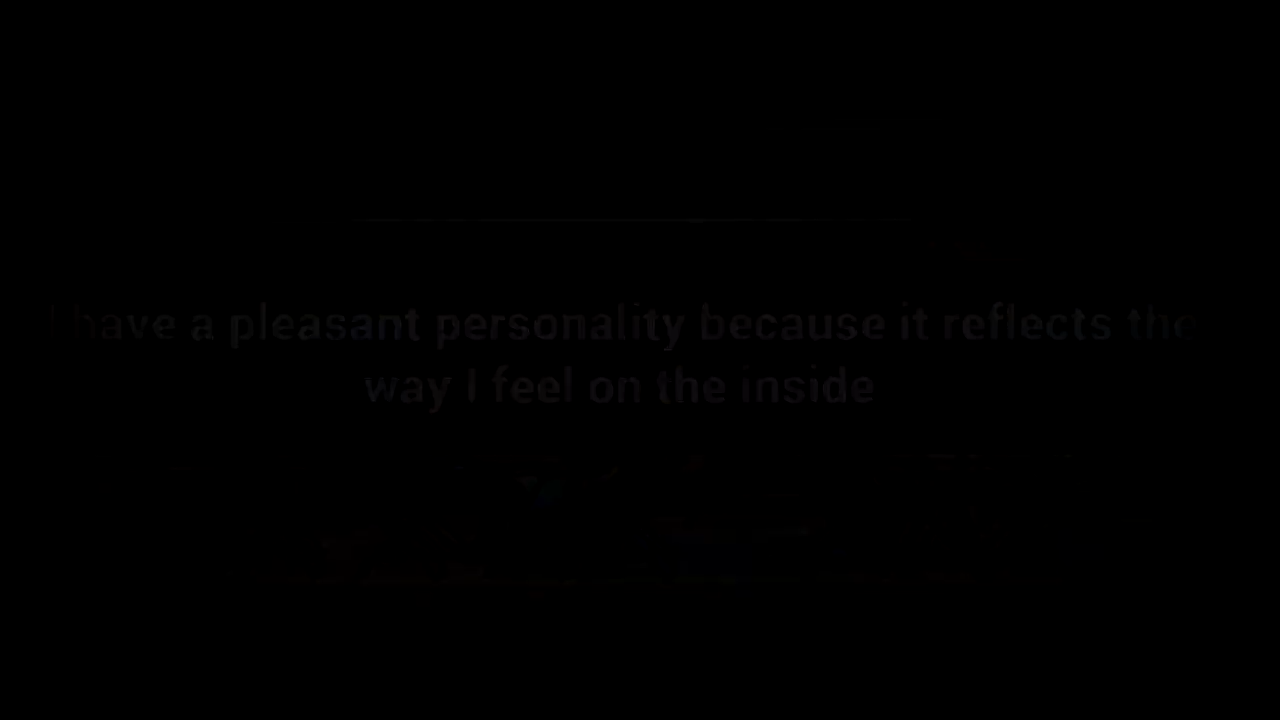 I have a pleasant personality because it reflects the
way I feel on the inside